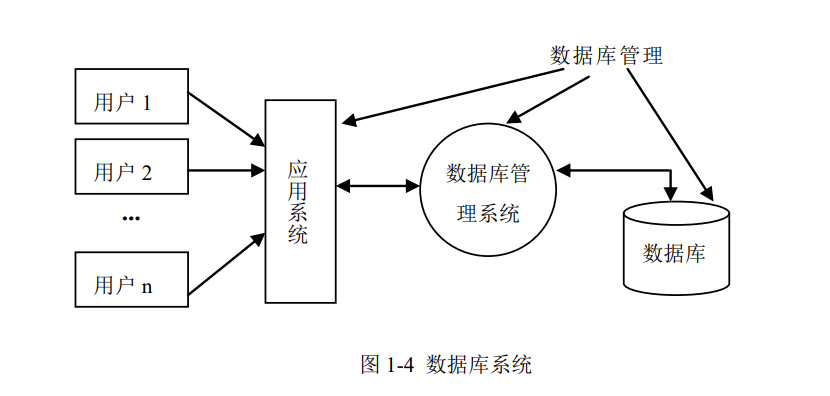 数据库管理
用户 1
用户 2
...
用户 n
应用系统
数据库管
理系统
数据库
图 1-4 数据库系统